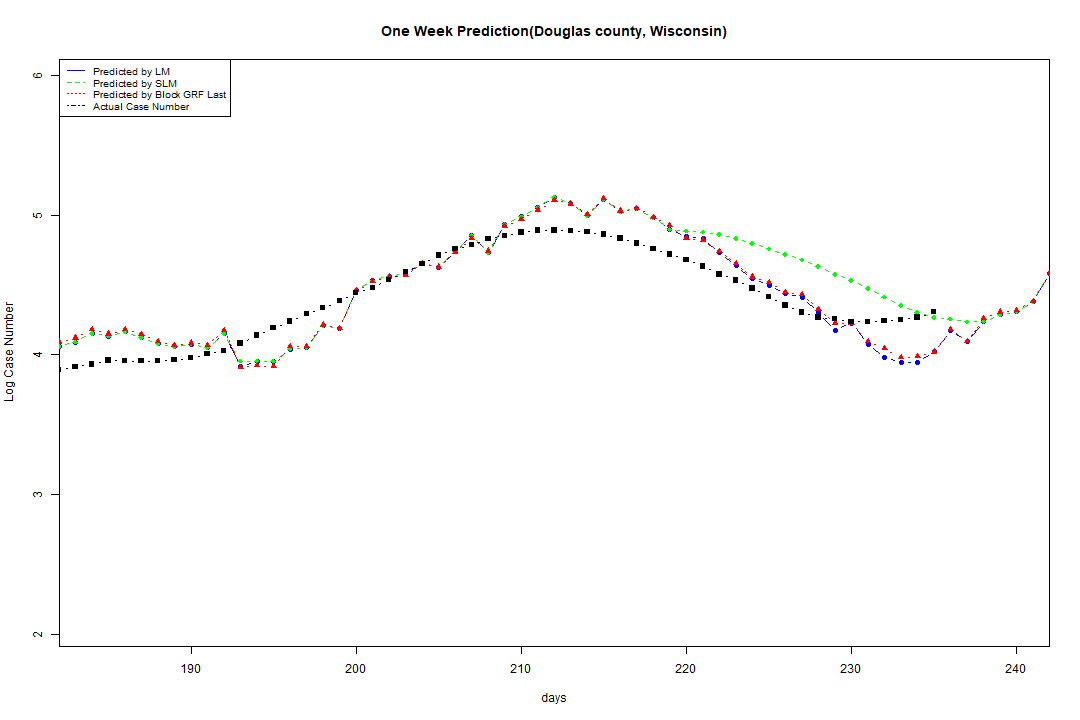 One Week Prediction(Douglas county, Wisconsin)
Predicted by LM
Predicted by SLM
Predicted by Block GRF Last
Actual Case Number
6
5
4
3
2
Log Case Number
190 200 210 220 230 240
days